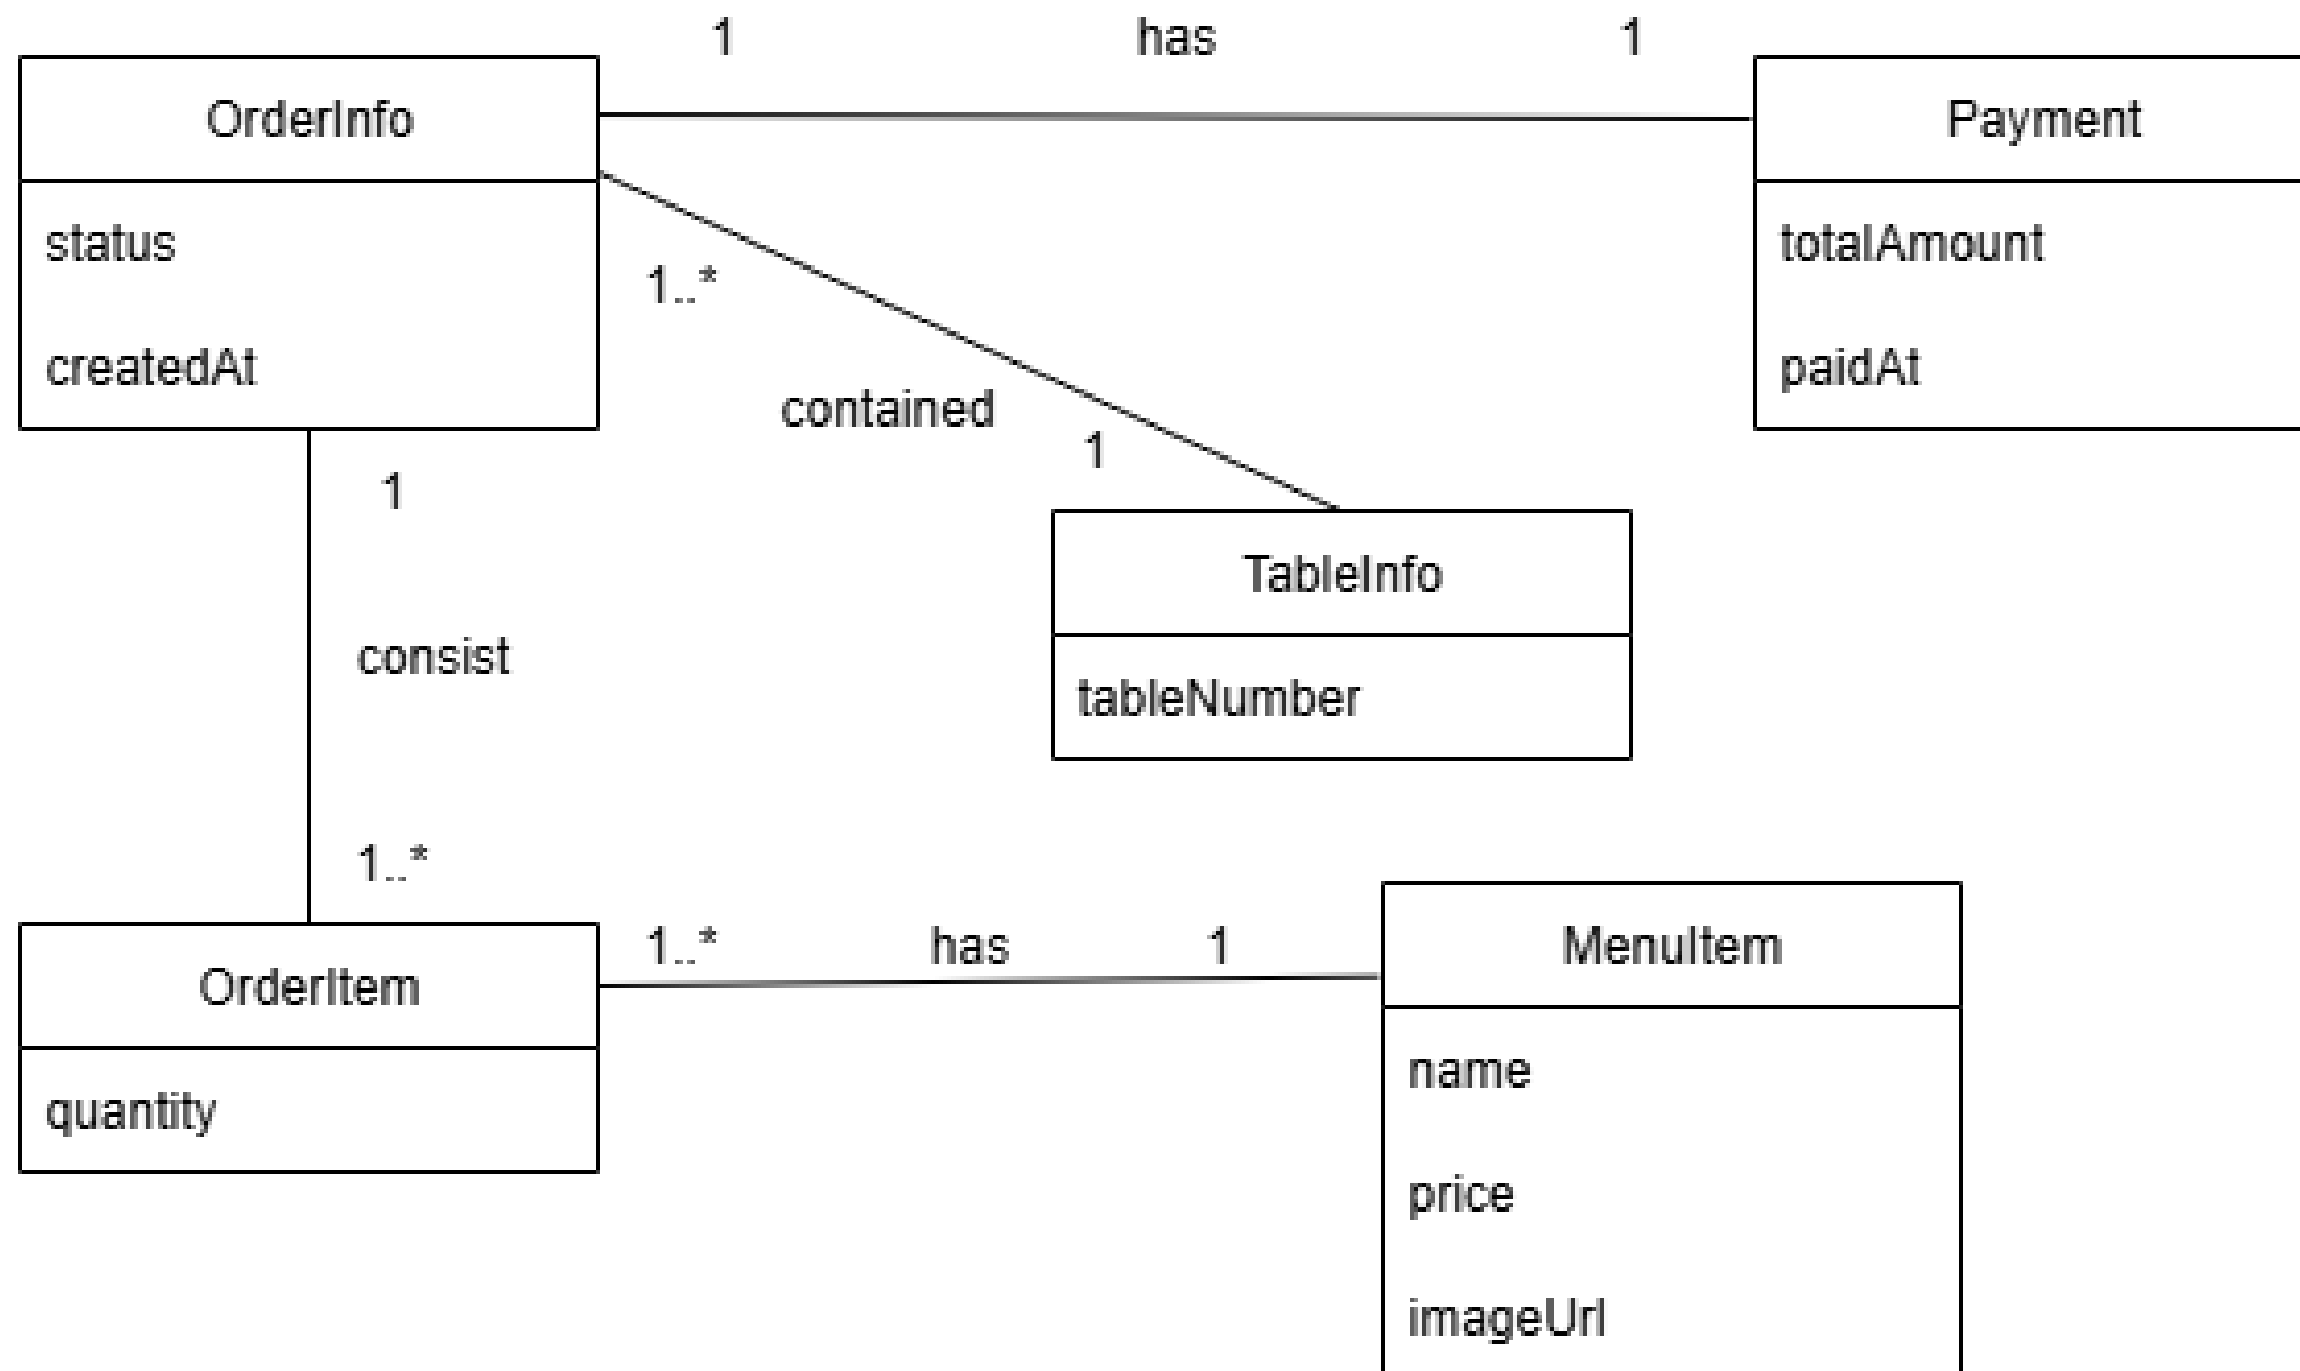 1 has 1
OrderInfo
status
createdAt
Payment
totalAmount
paidAt
1..*
contained
1
TableInfo
tableNumber
1
consist
1..*
OrderItem
quantity
1..* has 1
MenuItem
name
price
imageUrl